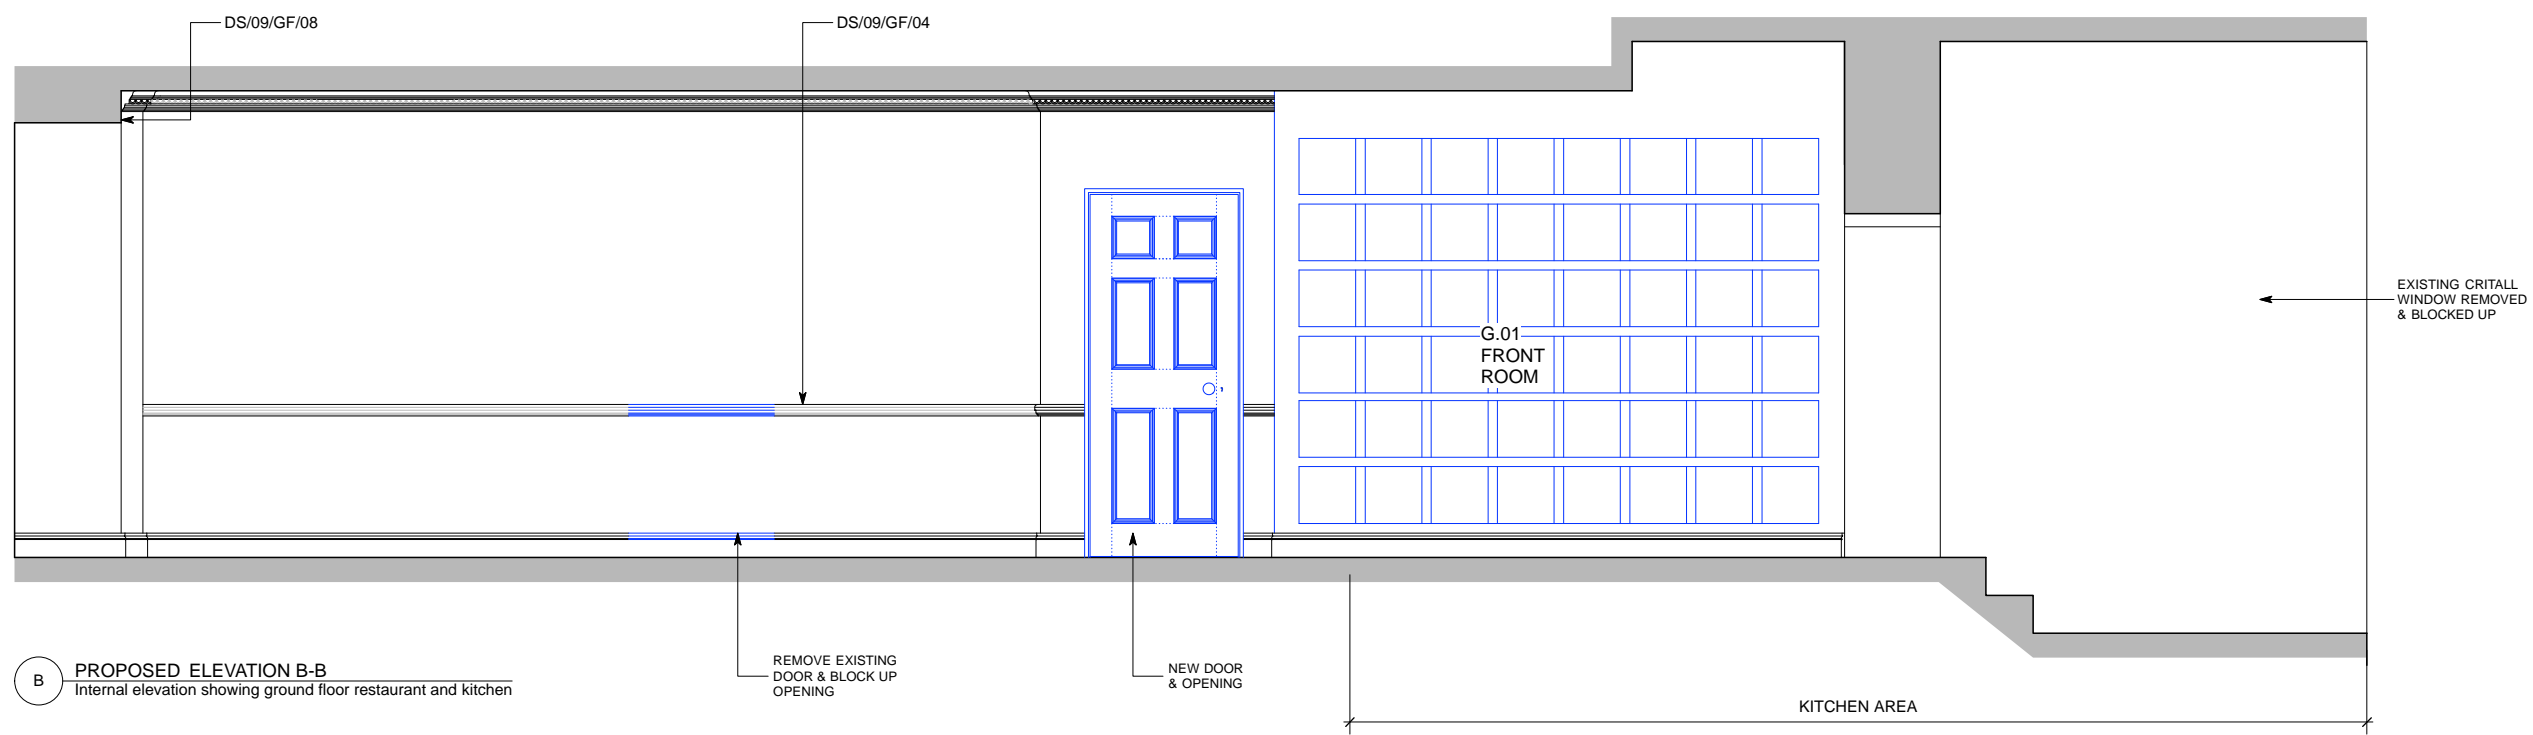 DS/09/GF/08
DS/09/GF/04
EXISTING CRITALL
WINDOW REMOVED
& BLOCKED UP
G.01
FRONT
ROOM
B
PROPOSED ELEVATION B-B
Internal elevation showing ground floor restaurant and kitchen
REMOVE EXISTING
DOOR & BLOCK UP
OPENING
NEW DOOR
& OPENING
KITCHEN AREA